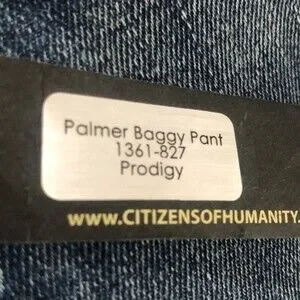 Palmer Baggy Pant
1361-827
Prodigy
WWW.CITIZENSOFHUMANITY.